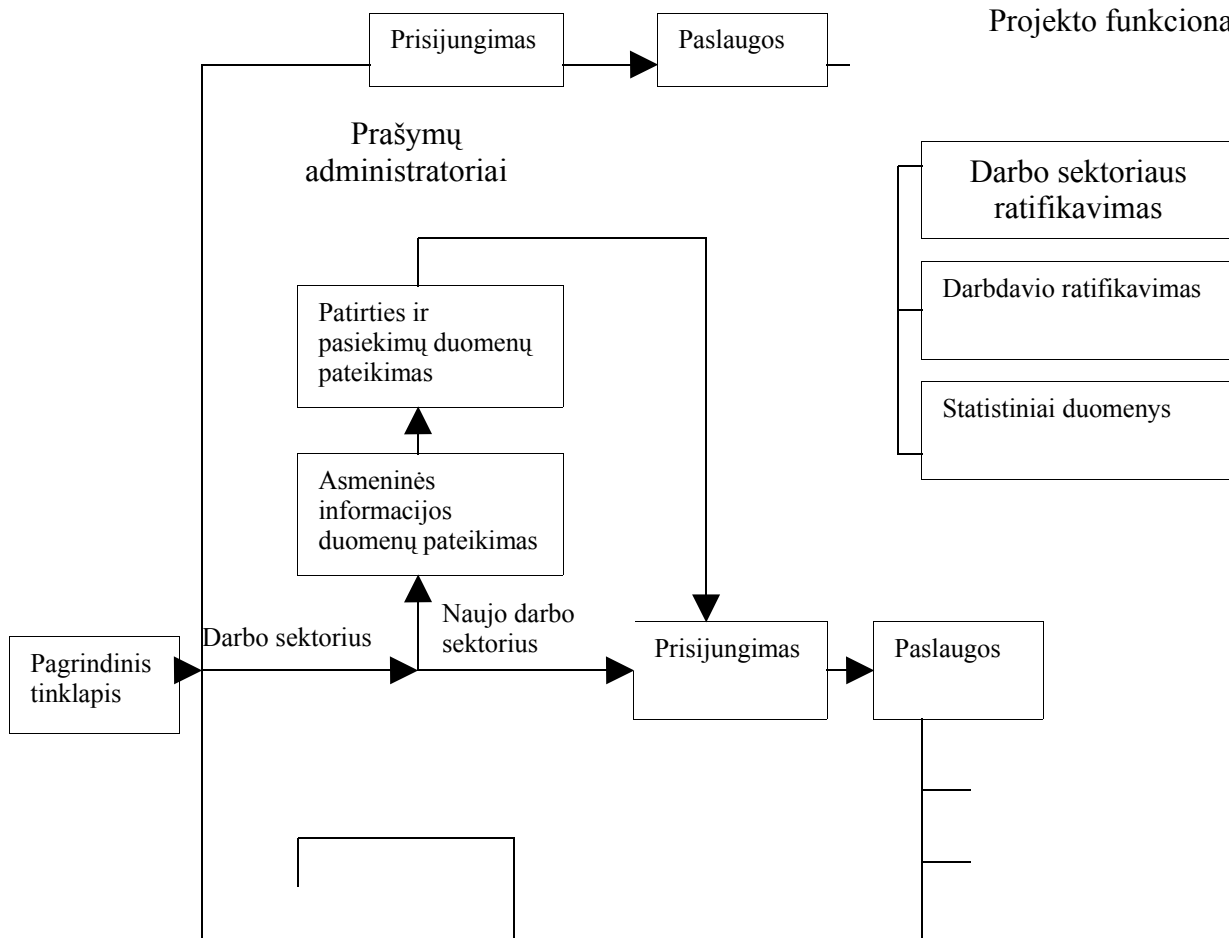 Projekto funkciona
Prisijungimas
Paslaugos
Prašymų
administratoriai
Darbo sektoriaus
ratifikavimas
Darbdavio ratifikavimas
Statistiniai duomenys
Patirties ir
pasiekimų duomenų
pateikimas
Asmeninės
informacijos
duomenų pateikimas
Naujo darbo
sektorius
Darbo sektorius
Pagrindinis
tinklapis
Prisijungimas
Paslaugos